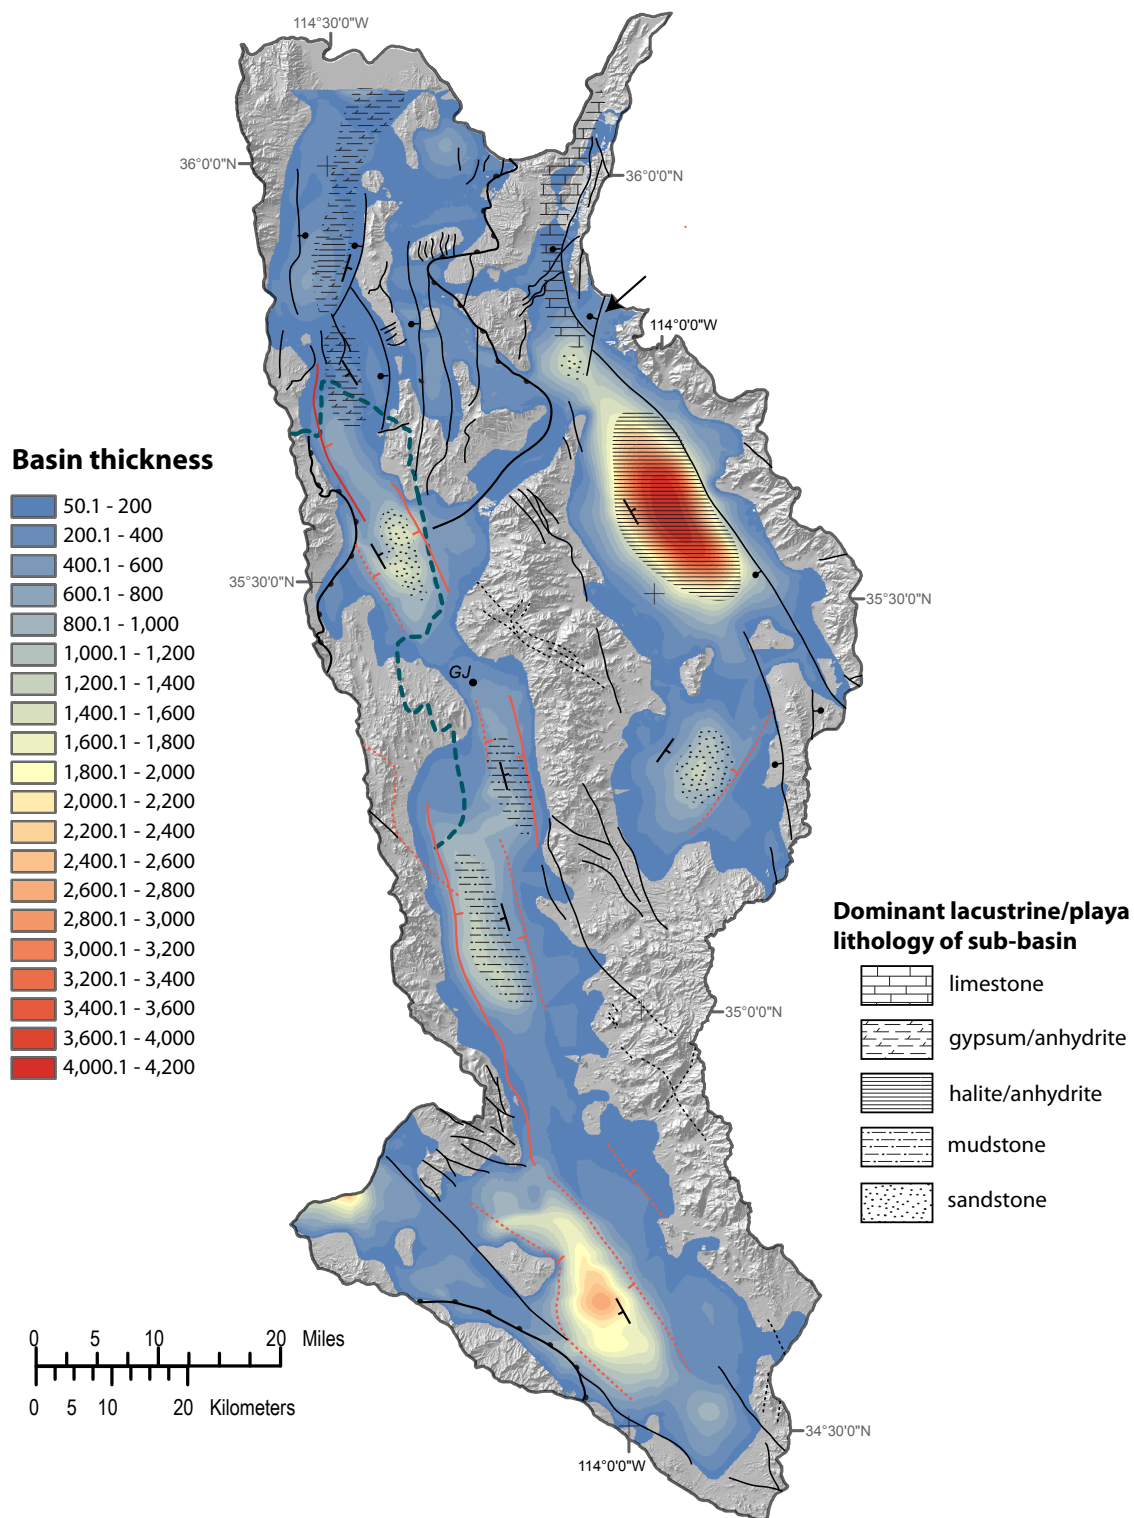 114°30'0"W
36°0'0"N
36°0'0"N
114°0'0"W
Basin thickness
50.1 - 200
200.1 - 400
400.1 - 600
600.1 - 800
800.1 - 1,000
1,000.1 - 1,200
1,200.1 - 1,400
1,400.1 - 1,600
1,600.1 - 1,800
1,800.1 - 2,000
2,000.1 - 2,200
2,200.1 - 2,400
2,400.1 - 2,600
2,600.1 - 2,800
2,800.1 - 3,000
3,000.1 - 3,200
3,200.1 - 3,400
3,400.1 - 3,600
3,600.1 - 4,000
4,000.1 - 4,200
35°30'0"N
35°30'0"N
GJ
Dominant lacustrine/playa
lithology of sub-basin
limestone
gypsum/anhydrite
halite/anhydrite
mudstone
sandstone
35°0'0"N
0 5 10 20 Miles
0 5 10 20 Kilometers
34°30'0"N
114°0'0"W